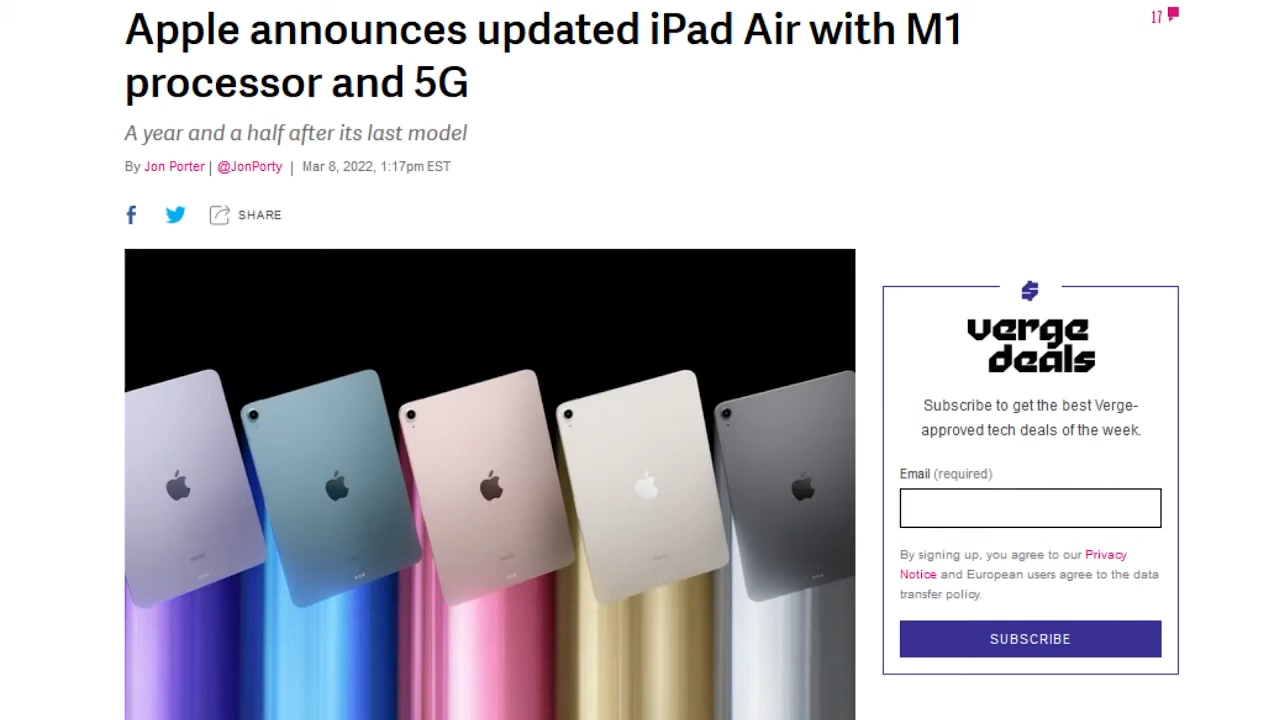 Apple announces updated iPad Air with M1
processor and 5G
17
A year and a half after its last model
By Jon Porter | @JonPorty | Mar 8, 2022, 1:17pm EST
SHARE
$
verge
deals
Subscribe to get the best Verge-
approved tech deals of the week.
Email (required)
By signing up, you agree to our Privacy
Notice and European users agree to the data
transfer policy.
SUBSCRIBE